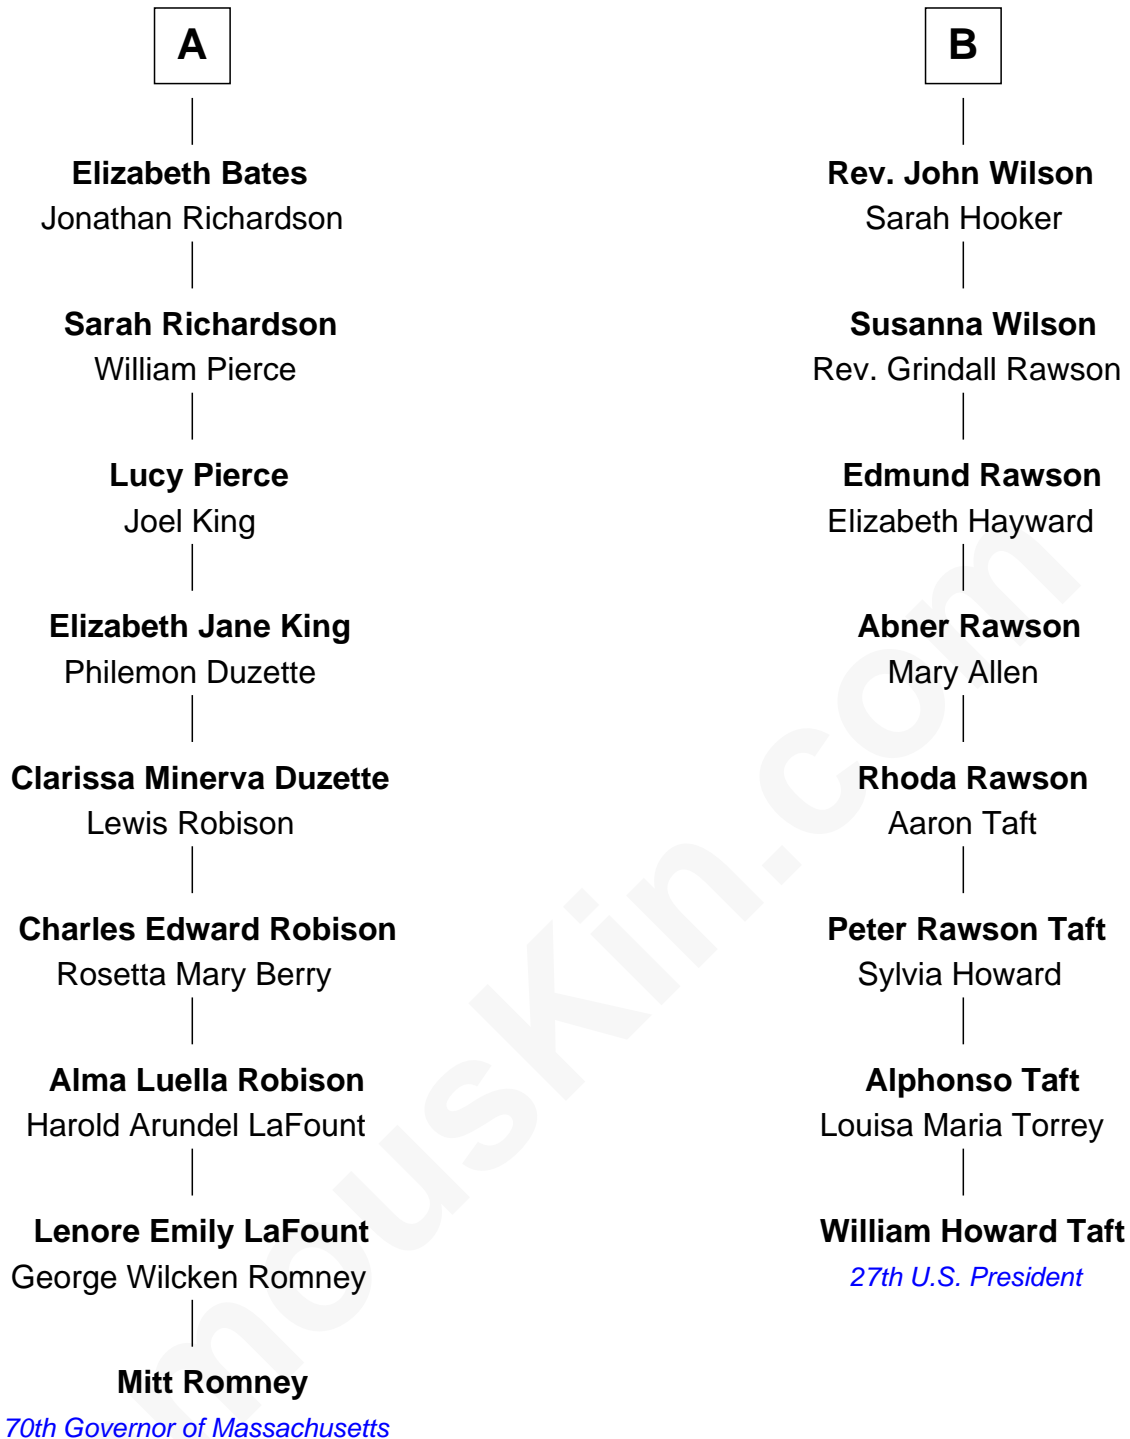 A
Elizabeth Bates
Jonathan Richardson
Sarah Richardson
William Pierce
Lucy Pierce
Joel King
Elizabeth Jane King
Philemon Duzette
Clarissa Minerva Duzette
Lewis Robison
Charles Edward Robison
Rosetta Mary Berry
Alma Luella Robison
Harold Arundel LaFount
Lenore Emily LaFount
George Wilcken Romney
Mitt Romney
70th Governor of Massachusetts
B
Rev. John Wilson
Sarah Hooker
Susanna Wilson
Rev. Grindall Rawson
Edmund Rawson
Elizabeth Hayward
Abner Rawson
Mary Allen
Rhoda Rawson
Aaron Taft
Peter Rawson Taft
Sylvia Howard
Alphonso Taft
Louisa Maria Torrey
William Howard Taft
27th U.S. President
mousKin.com